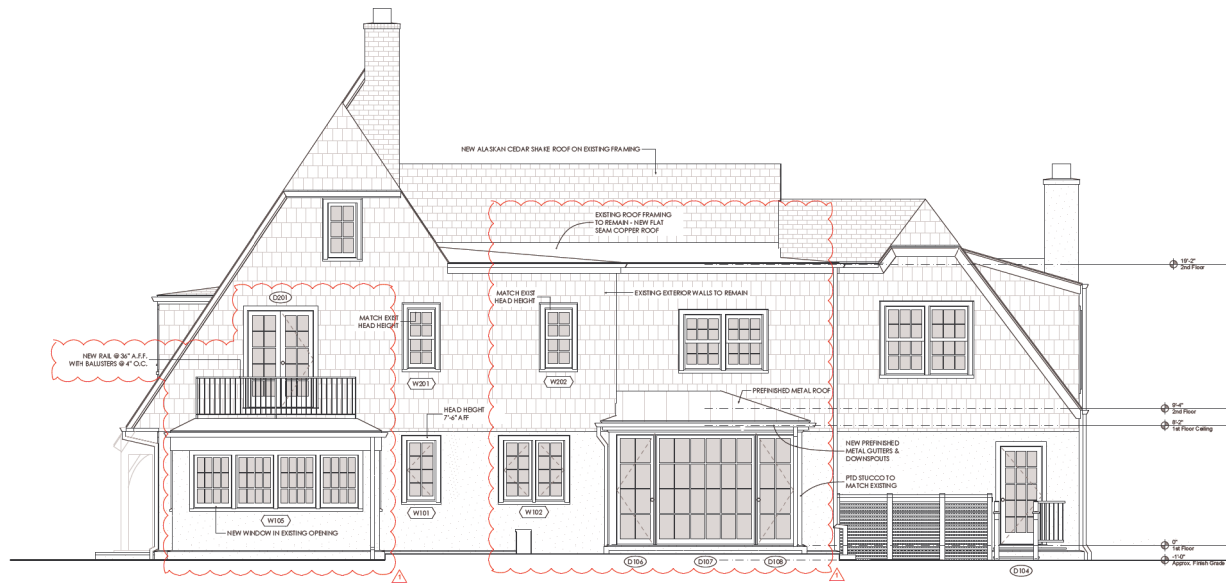 NEW ALASKAN CEDAR SHAKE ROOF ON EXISTING FRAMING
EXISTING ROOF FRAMING
TO REMAIN - NEW FLAT
SEAM COPPER ROOF
19'-2"
2nd Floor
D201
MATCH EXIST
HEAD HEIGHT
MATCH EXIST
HEAD HEIGHT
EXISTING EXTERIOR WALLS TO REMAIN
NEW RAIL @ 36" A.F.F.
WITH BALUSTERS @ 4" O.C.
W201
W202
PREFINISHED METAL ROOF
HEAD HEIGHT
7'-6" AFF
9'-4"
2nd Floor
8'-2"
1st Floor Ceiling
NEW PREFINISHED
METAL GUTTERS &
DOWNSPOUTS
PTD STUCCO TO
MATCH EXISTING
W105
W101
W102
NEW WINDOW IN EXISTING OPENING
0"
1st Floor
-1'-0"
Approx. Finish Grade
D106
D107
D108
D104
1
1